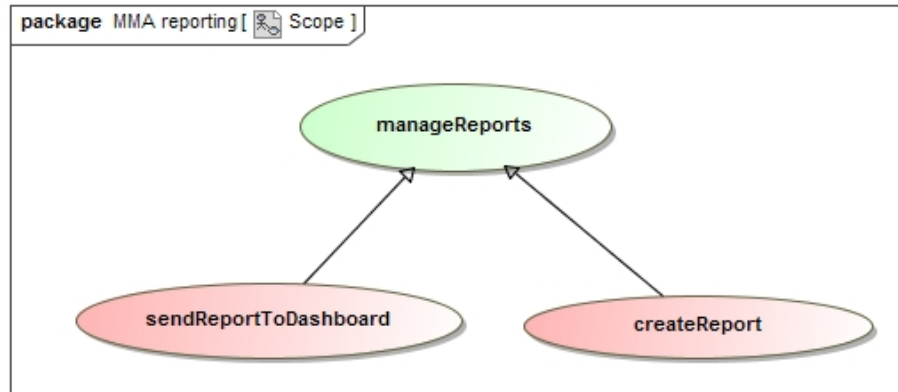 package MMA reporting [ Scope ]
manageReports
sendReportToDashboard
createReport